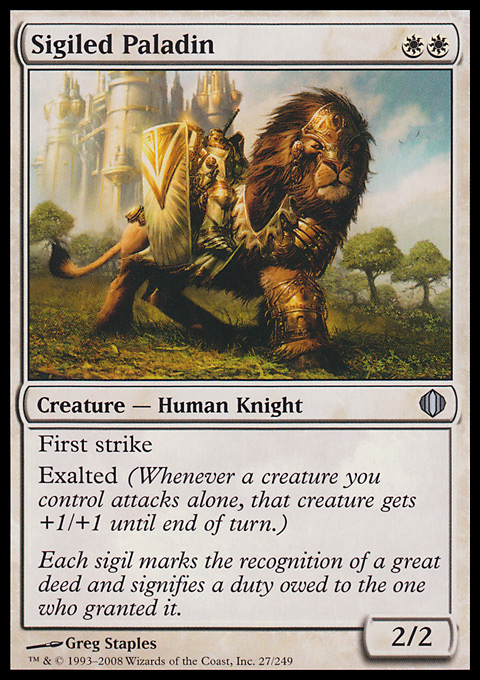 Sigiled Paladin
Creature — Human Knight
First strike
Exalted (Whenever a creature you
control attacks alone, that creature gets
+1/+1 until end of turn.)
Each sigil marks the recognition of a great
deed and signifies a duty owed to the one
who granted it.
2/2
Greg Staples
™ & © 1993–2008 Wizards of the Coast, Inc. 27/249